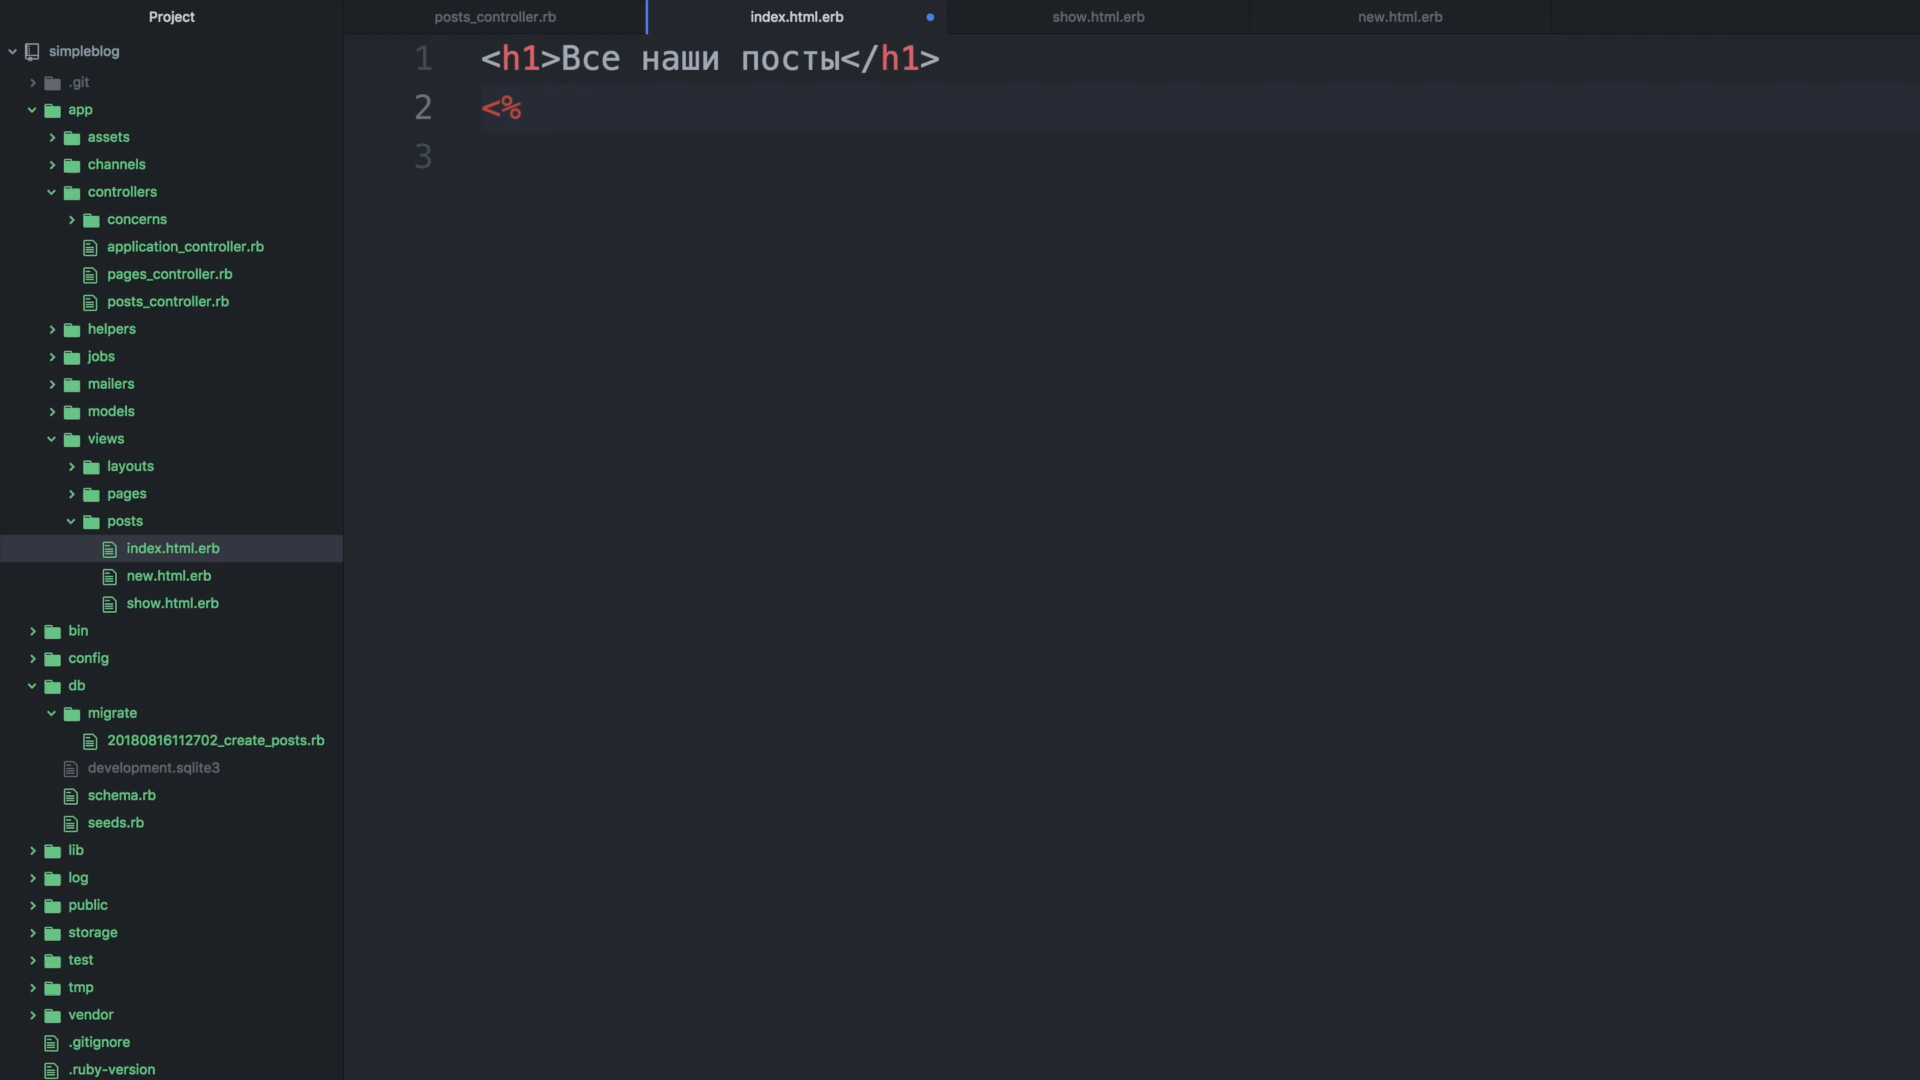 Project
posts_controller.rb
index.html.erb
show.html.erb
new.html.erb
simpleblog
.git
app
assets
channels
controllers
concerns
application_controller.rb
pages_controller.rb
posts_controller.rb
helpers
jobs
mailers
models
views
layouts
pages
posts
index.html.erb
new.html.erb
show.html.erb
bin
config
db
migrate
20180816112702_create_posts.rb
development.sqlite3
schema.rb
seeds.rb
lib
log
public
storage
test
tmp
vendor
.gitignore
.ruby-version
1 <h1>Все наши посты</h1>
2 <%
3